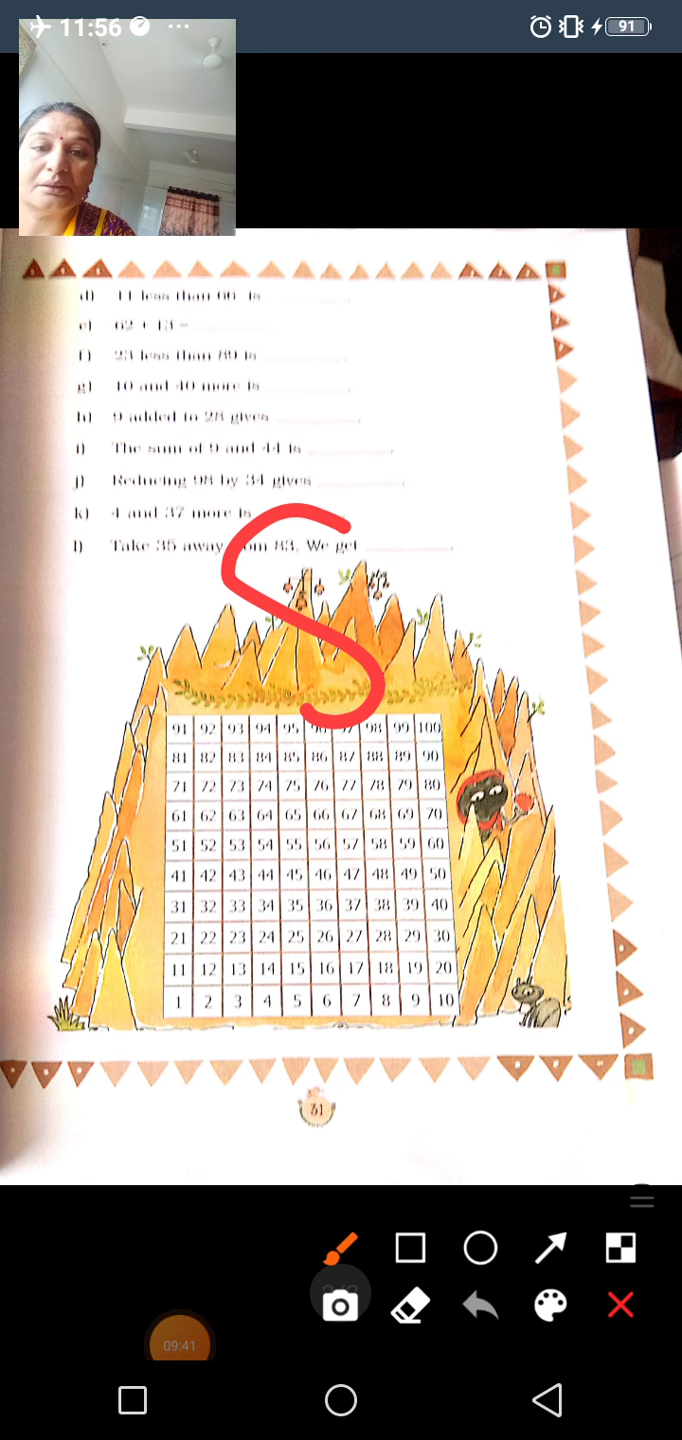 11:56
91
d) 11 less than 66 is
e) 62 + 13 =
f) 23 less than 89 is
g) 10 and 40 more is
h) 9 added to 28 gives
i) The sum of 9 and 44 is
j) Reducing 98 by 34 gives
k) 4 and 37 more is
l) Take 35 away 83. We get
S
91 92 93 94 95 96 97 98 99 100
81 82 83 84 85 86 87 88 89 90
71 72 73 74 75 76 77 78 79 80
61 62 63 64 65 66 67 68 69 70
51 52 53 54 55 56 57 58 59 60
41 42 43 44 45 46 47 48 49 50
31 32 33 34 35 36 37 38 39 40
21 22 23 24 25 26 27 28 29 30
11 12 13 14 15 16 17 18 19 20
1 2 3 4 5 6 7 8 9 10
31
09:41